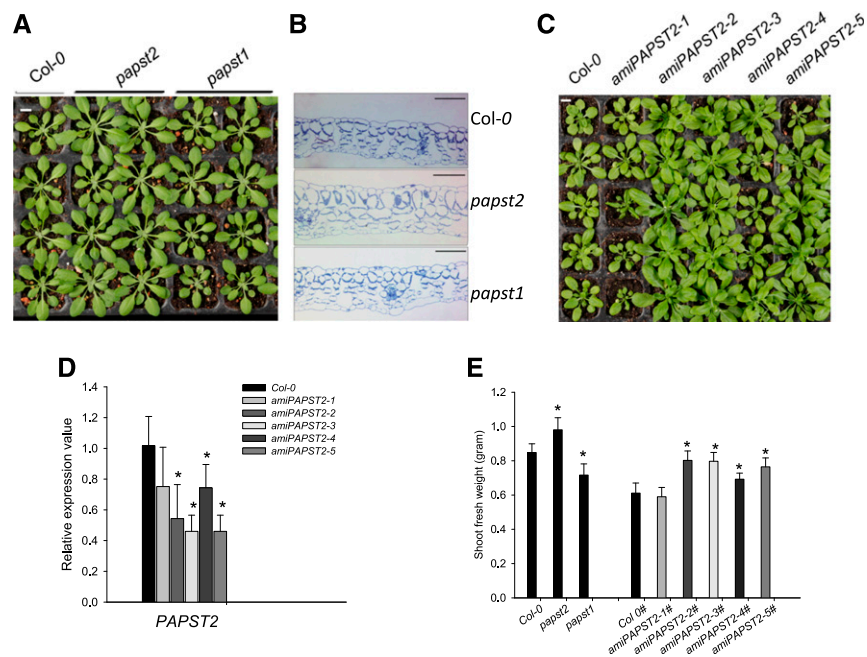 A
Col-0
papst2
papst1
B
Col-0
papst2
papst1
C
Col-0
amiPAPST2-1
amiPAPST2-2
amiPAPST2-3
amiPAPST2-4
amiPAPST2-5
D
Relative expression value
1.4
1.2
1.0
0.8
0.6
0.4
0.2
0.0
* * * *
PAPST2
Col-0
amiPAPST2-1
amiPAPST2-2
amiPAPST2-3
amiPAPST2-4
amiPAPST2-5
E
Shoot fresh weight (gram)
1.2
1.0
0.8
0.6
0.4
0.2
0.0
* * * * * *
Col-0
papst2
papst1
Col 0#
amiPAPST2-1#
amiPAPST2-2#
amiPAPST2-3#
amiPAPST2-4#
amiPAPST2-5#